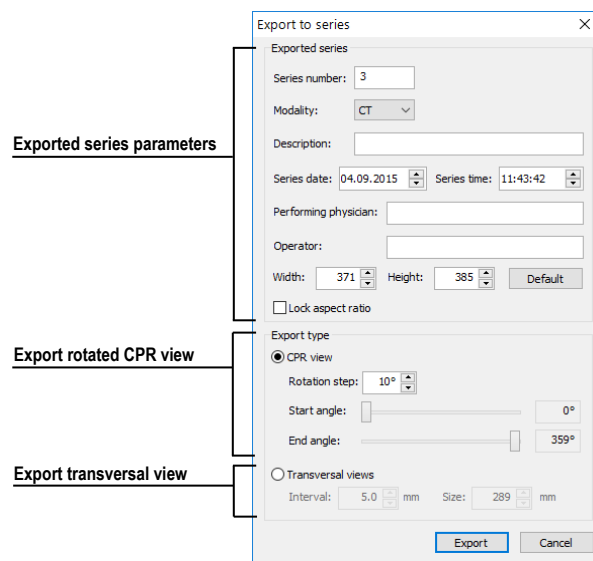 Export to series
Exported series
Series number: 3
Modality: CT
Exported series parameters
Description:
Series date: 04.09.2015 Series time: 11:43:42
Performing physician:
Operator:
Width: 371 Height: 385 Default
Lock aspect ratio
Export type
Export rotated CPR view
CPR view
Rotation step: 10°
Start angle: 0°
End angle: 359°
Export transversal view
Transversal views
Interval: 5.0 mm Size: 289 mm
Export Cancel